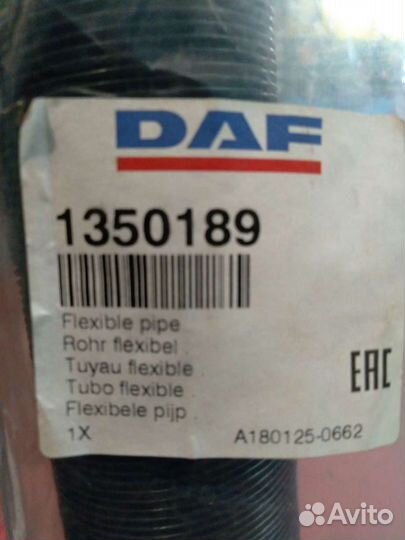 DAF
1350189
Flexible pipe
Rohr flexibel .
Tuyau flexible .
Tubo flexible .
Flexibele pijp .
1X A180125-0662
EAC
Avito